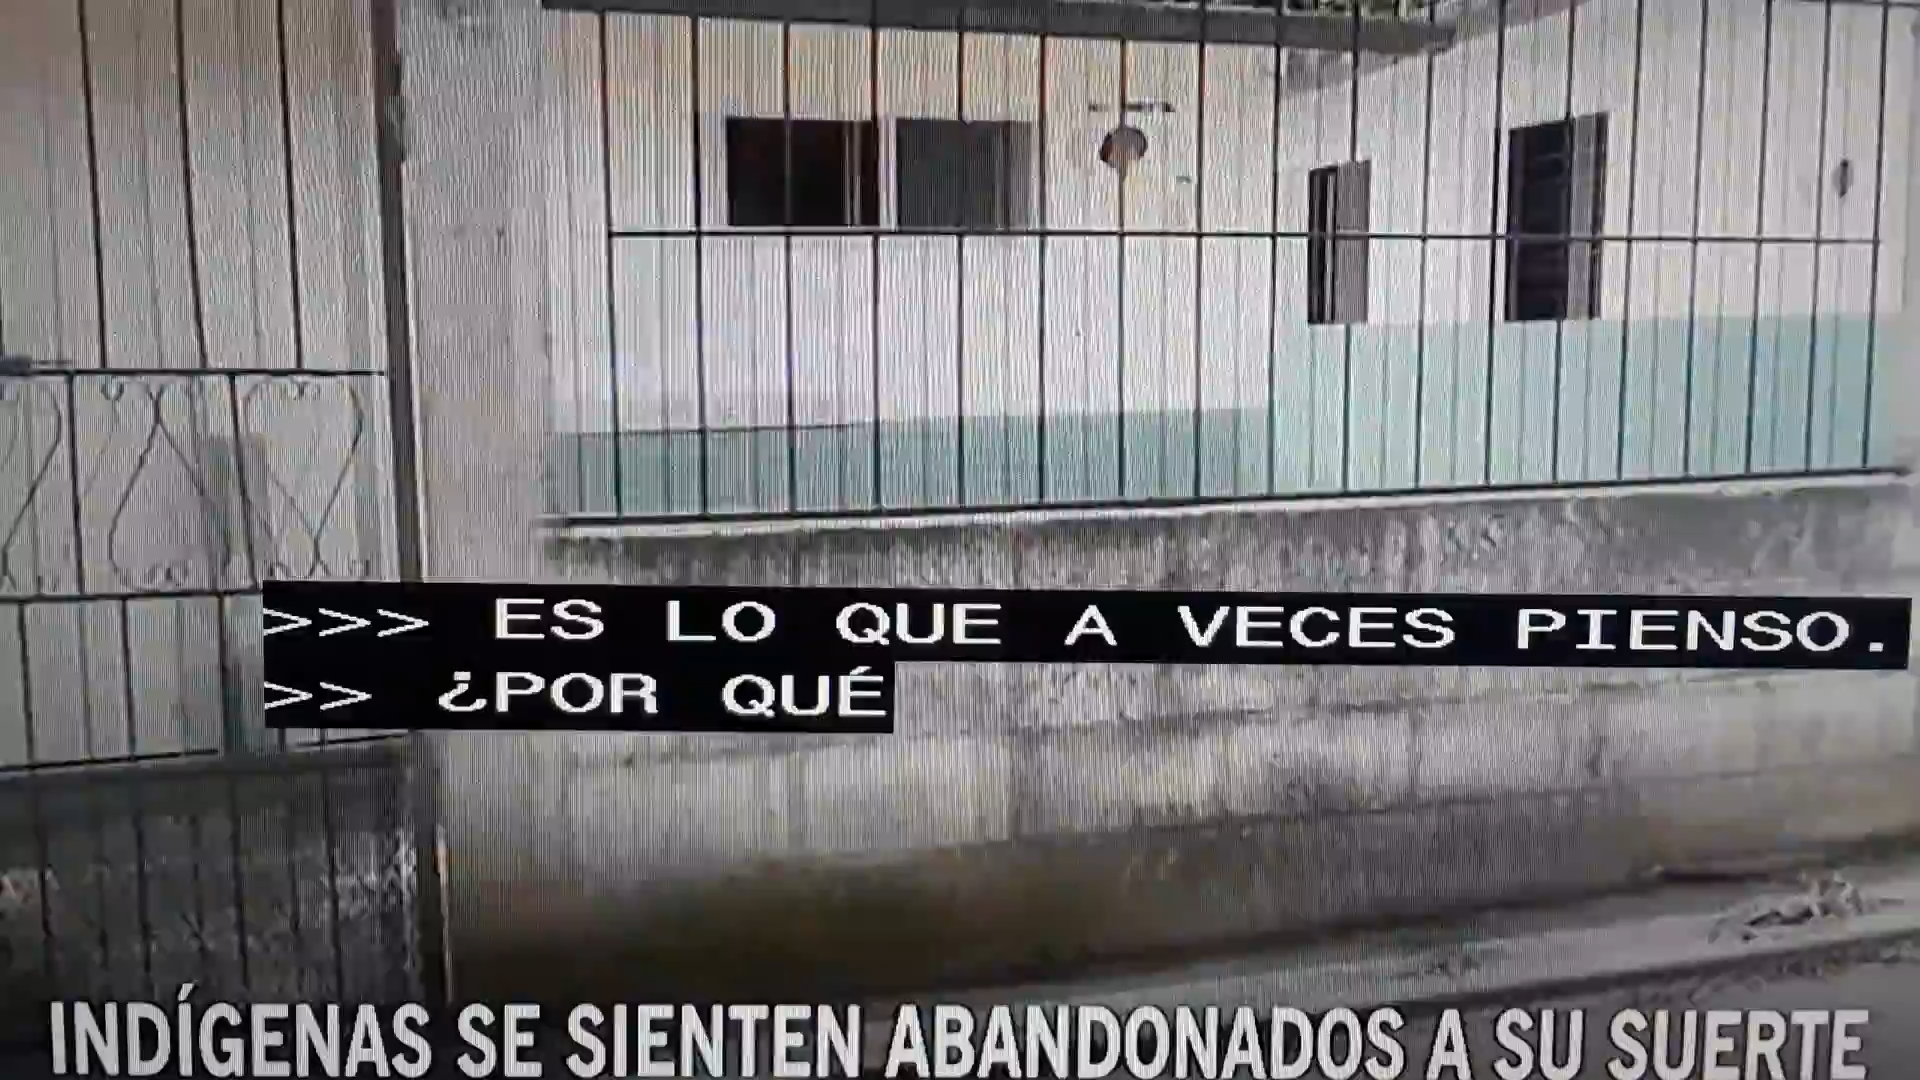 >>> ES LO QUE A VECES PIENSO.
>> ¿POR QUÉ
INDÍGENAS SE SIENTEN ABANDONADOS A SU SUERTE